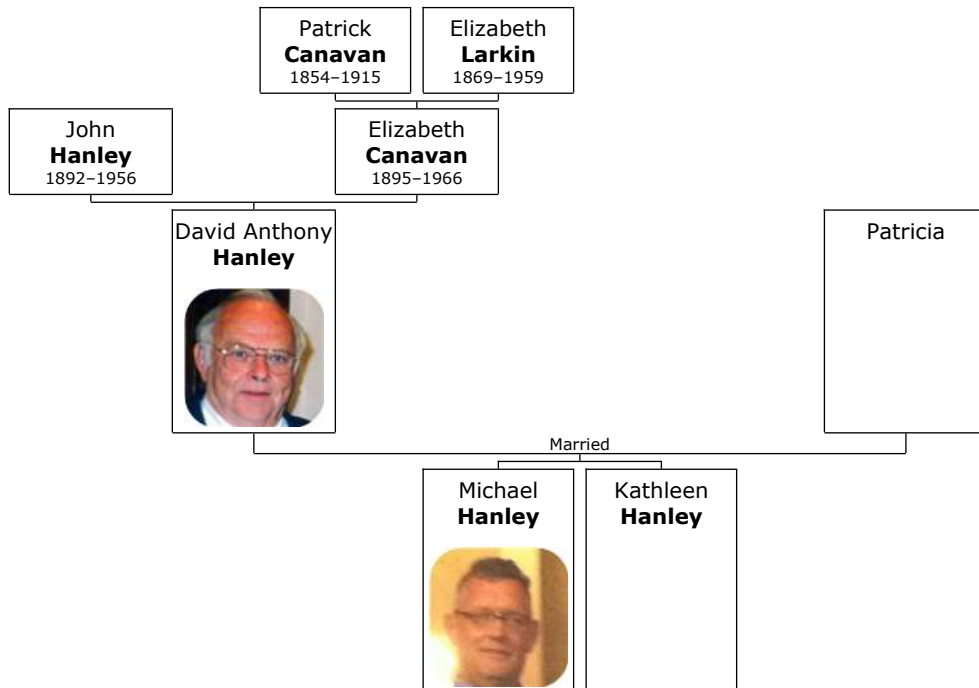 Patrick
Canavan
1854–1915
Elizabeth
Larkin
1869–1959
John
Hanley
1892–1956
Elizabeth
Canavan
1895–1966
David Anthony
Hanley
Patricia
Married
Michael
Hanley
Kathleen
Hanley